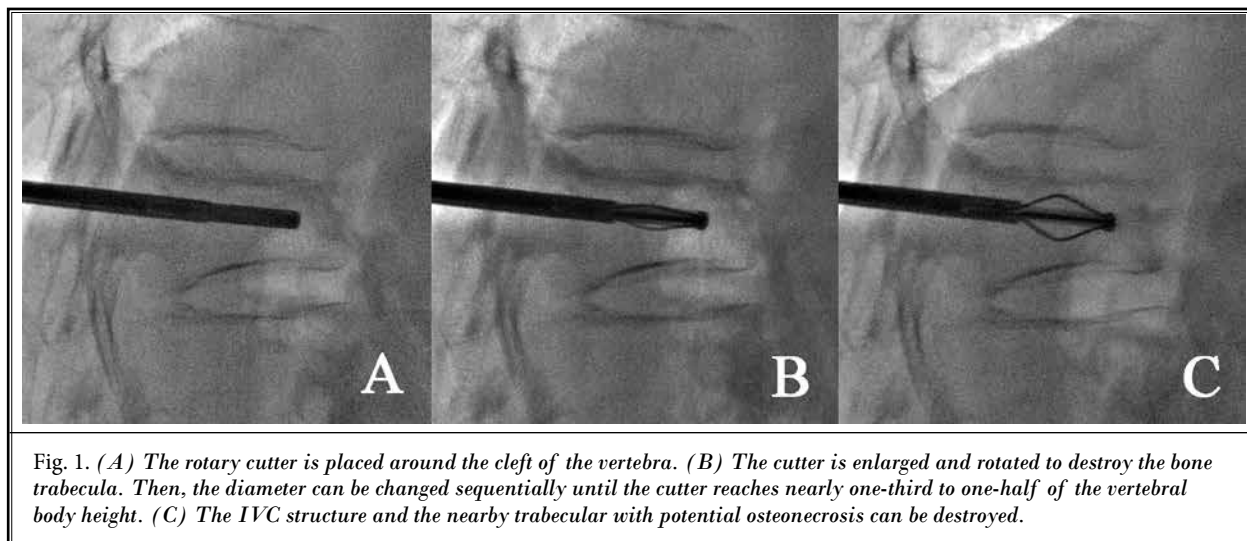 A
B
C
Fig. 1. (A) The rotary cutter is placed around the cleft of the vertebra. (B) The cutter is enlarged and rotated to destroy the bone
trabecula. Then, the diameter can be changed sequentially until the cutter reaches nearly one-third to one-half of the vertebral
body height. (C) The IVC structure and the nearby trabecular with potential osteonecrosis can be destroyed.